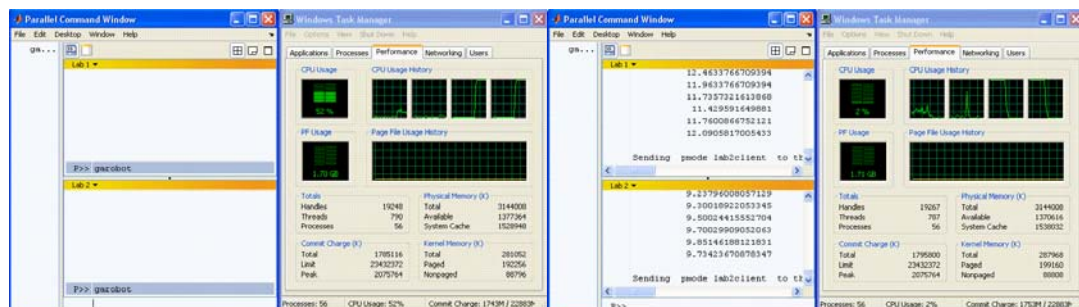 Parallel Command Window
File Edit Desktop Window Help
ga...
Lab 1
P>> garobot
Lab 2
P>> garobot
Windows Task Manager
File Options View Shut Down Help
Applications Processes Performance Networking Users
CPU Usage CPU Usage History
52 %
PF Usage Page File Usage History
1.70 GB
Totals Physical Memory (K)
Handles 19248 Total 3144008
Threads 790 Available 1377364
Processes 56 System Cache 1528948
Commit Charge (K) Kernel Memory (K)
Total 1785116 Total 281052
Limit 23432372 Paged 192256
Peak 2075764 Nonpaged 88796
Processes: 56 CPU Usage: 52% Commit Charge: 1743M / 22883M
Parallel Command Window
File Edit Desktop Window Help
ga...
Lab 1
12.4633766709394
11.9633766709394
11.7357321613868
11.429591649881
11.7600866752121
12.0905817005433
Sending pmode lab2client to th
Lab 2
9.23796008057129
9.30018922053345
9.50024415552704
9.70029909052063
9.85146188121831
9.73423670878347
Sending pmode lab2client to th
P>>
Windows Task Manager
File Options View Shut Down Help
Applications Processes Performance Networking Users
CPU Usage CPU Usage History
2 %
PF Usage Page File Usage History
1.71 GB
Totals Physical Memory (K)
Handles 19267 Total 3144008
Threads 787 Available 1370616
Processes 56 System Cache 1538032
Commit Charge (K) Kernel Memory (K)
Total 1795800 Total 287968
Limit 23432372 Paged 199160
Peak 2075764 Nonpaged 88808
Processes: 56 CPU Usage: 2% Commit Charge: 1753M / 22883M